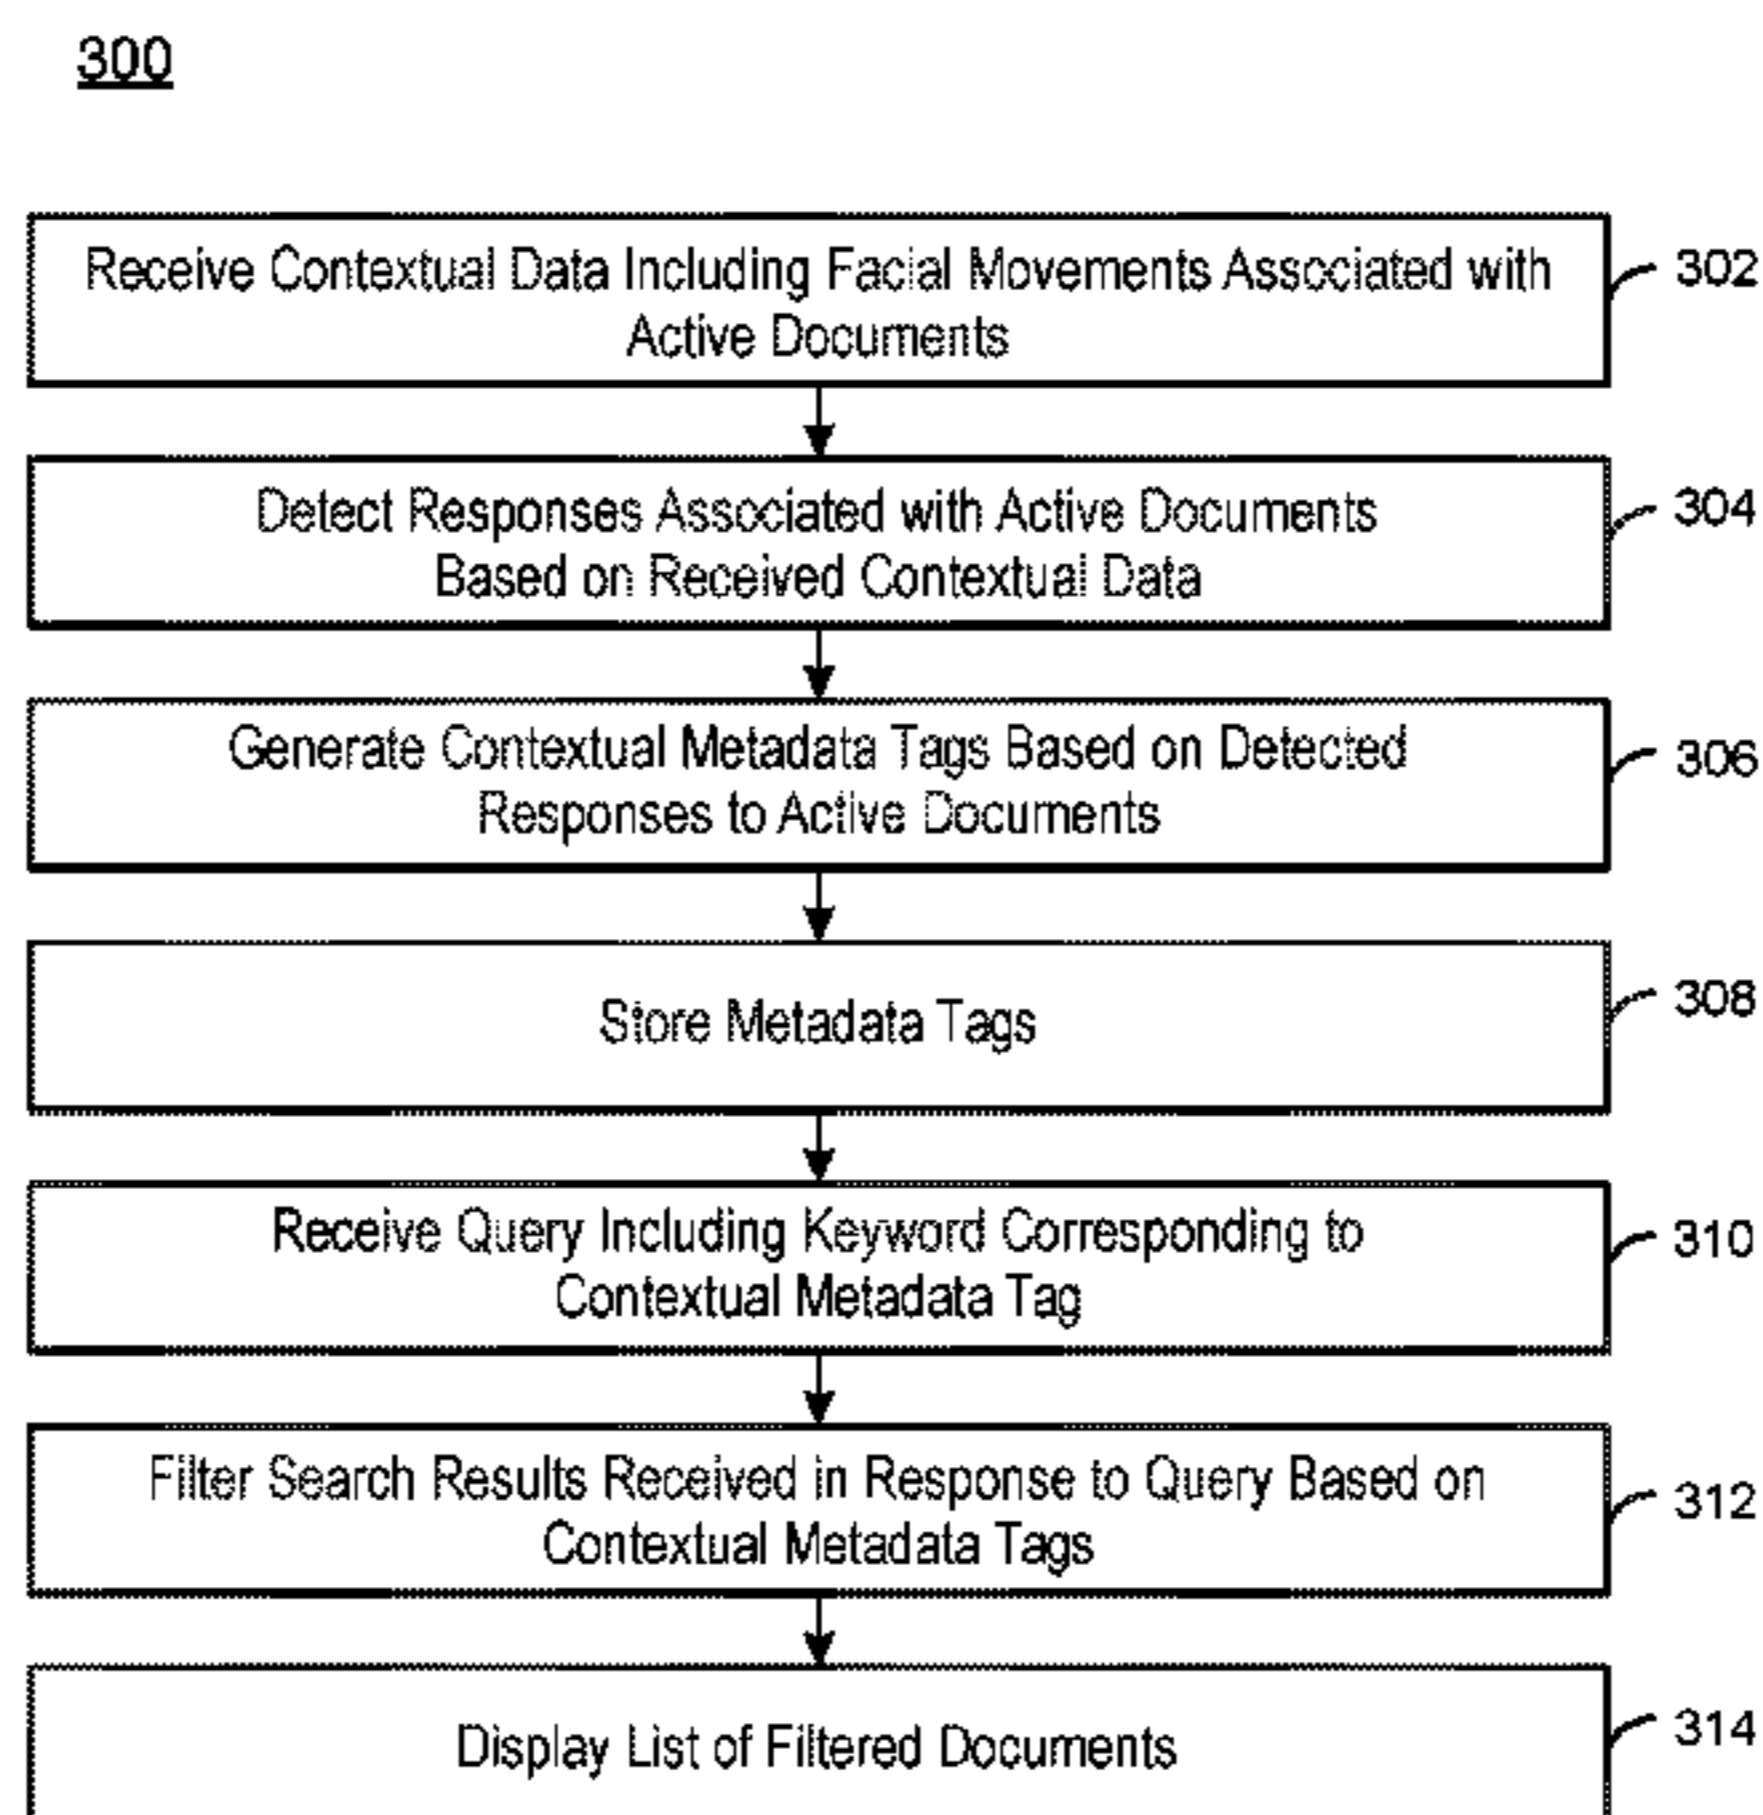 300
Receive Contextual Data Including Facial Movements Associated with
Active Documents
302
Detect Responses Associated with Active Documents
Based on Received Contextual Data
304
Generate Contextual Metadata Tags Based on Detected
Responses to Active Documents
306
Store Metadata Tags
308
Receive Query Including Keyword Corresponding to
Contextual Metadata Tag
310
Filter Search Results Received in Response to Query Based on
Contextual Metadata Tags
312
Display List of Filtered Documents
314